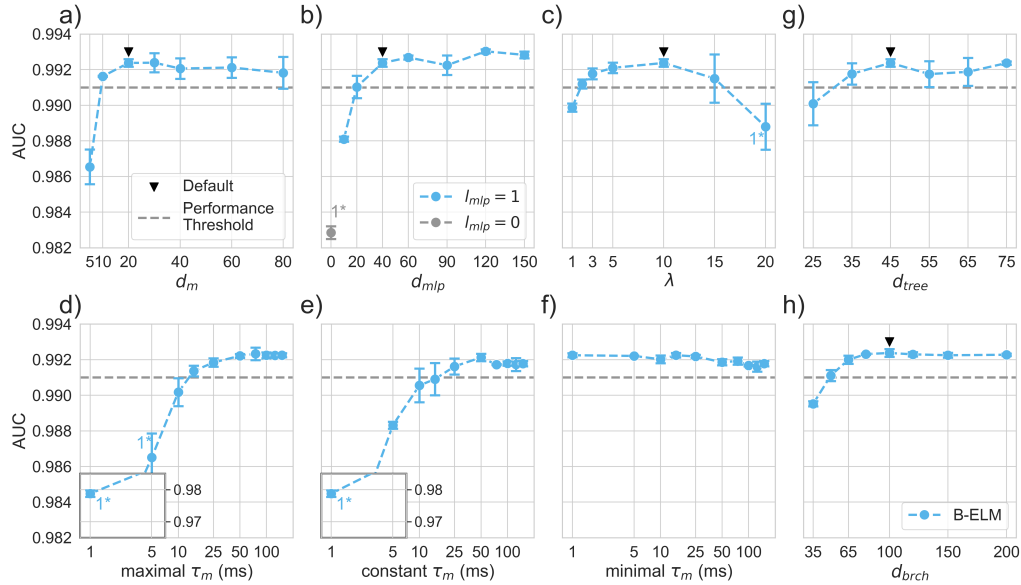 a)
b)
c)
g)
AUC
0.994
0.992
0.990
0.988
0.986
0.984
0.982
Default
Performance
Threshold
5 10 20 40 60 80
d_m
1*
l_mlp = 1
l_mlp = 0
0 20 40 60 90 120 150
d_mlp
1*
1 3 5 10 15 20
λ
25 35 45 55 65 75
d_tree
d)
e)
f)
h)
AUC
0.994
0.992
0.990
0.988
0.986
0.984
0.982
1*
1*
0.98
0.97
1 5 10 25 50 100
maximal τ_m (ms)
1*
0.98
0.97
1 5 10 25 50 100
constant τ_m (ms)
1 5 10 25 50 100
minimal τ_m (ms)
B-ELM
35 65 100 150 200
d_brch